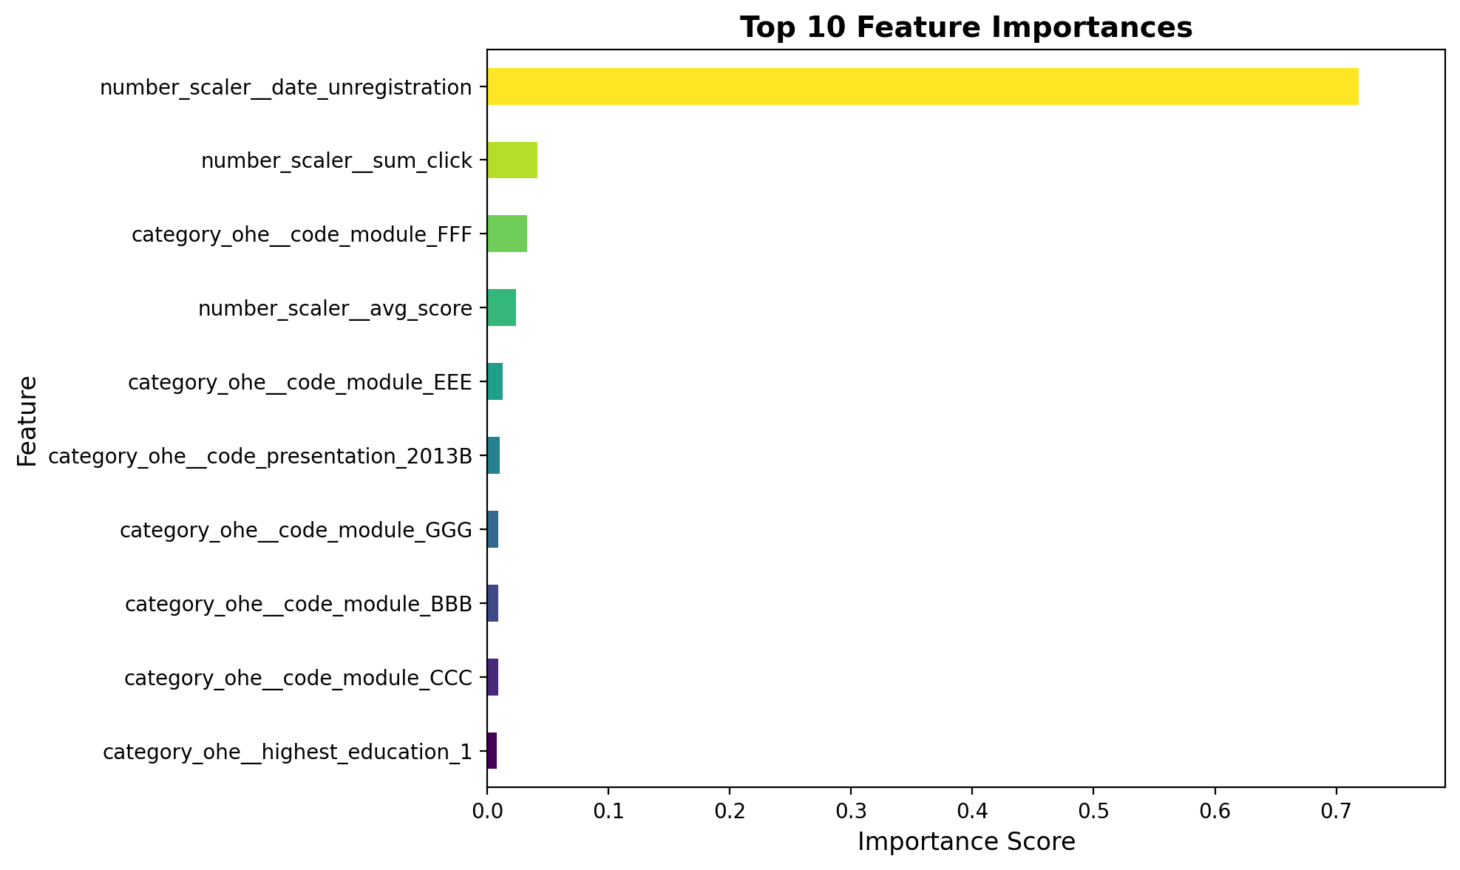 Top 10 Feature Importances
number_scaler__date_unregistration
number_scaler__sum_click
category_ohe__code_module_FFF
number_scaler__avg_score
category_ohe__code_module_EEE
category_ohe__code_presentation_2013B
category_ohe__code_module_GGG
category_ohe__code_module_BBB
category_ohe__code_module_CCC
category_ohe__highest_education_1
Feature
0.0 0.1 0.2 0.3 0.4 0.5 0.6 0.7
Importance Score